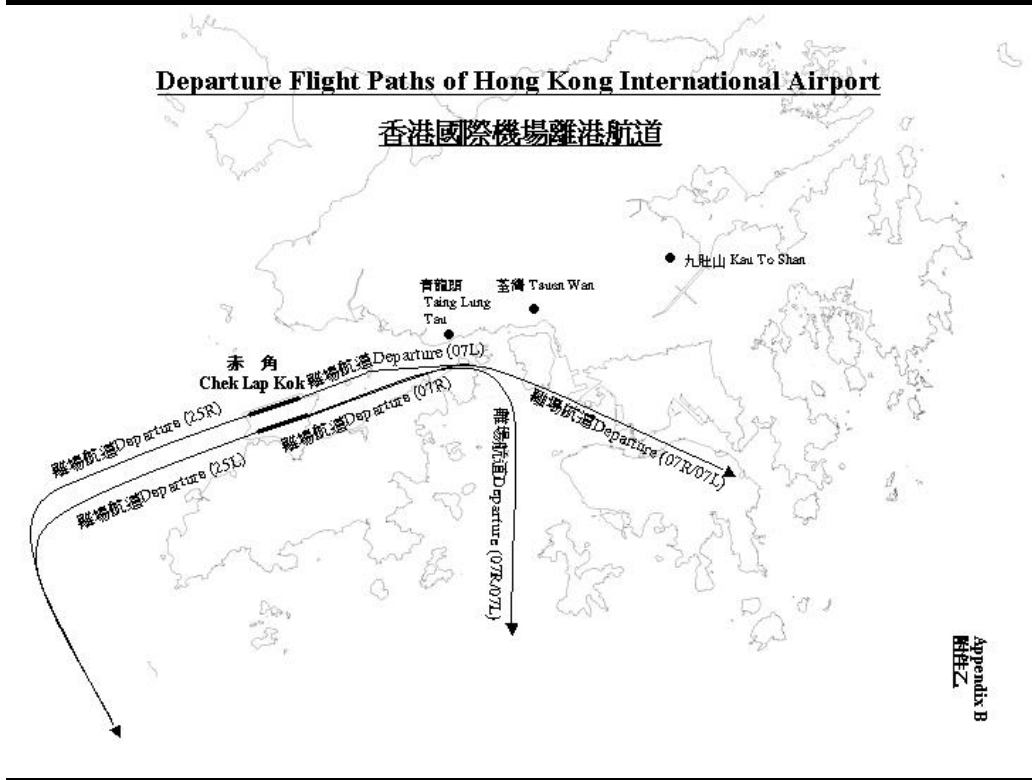 Departure Flight Paths of Hong Kong International Airport
香港國際機場離港航道
九肚山 Kau To Shan
青龍頭
Tsing Lung
Tau
荃灣 Tsuen Wan
赤 角
Chek Lap Kok
離場航道Departure (07L)
離場航道Departure (07R)
離場航道Departure (25R)
離場航道Departure (25L)
離場航道Departure (07R/07L)
離場航道Departure (07R/07L)
Appendix B
附件乙